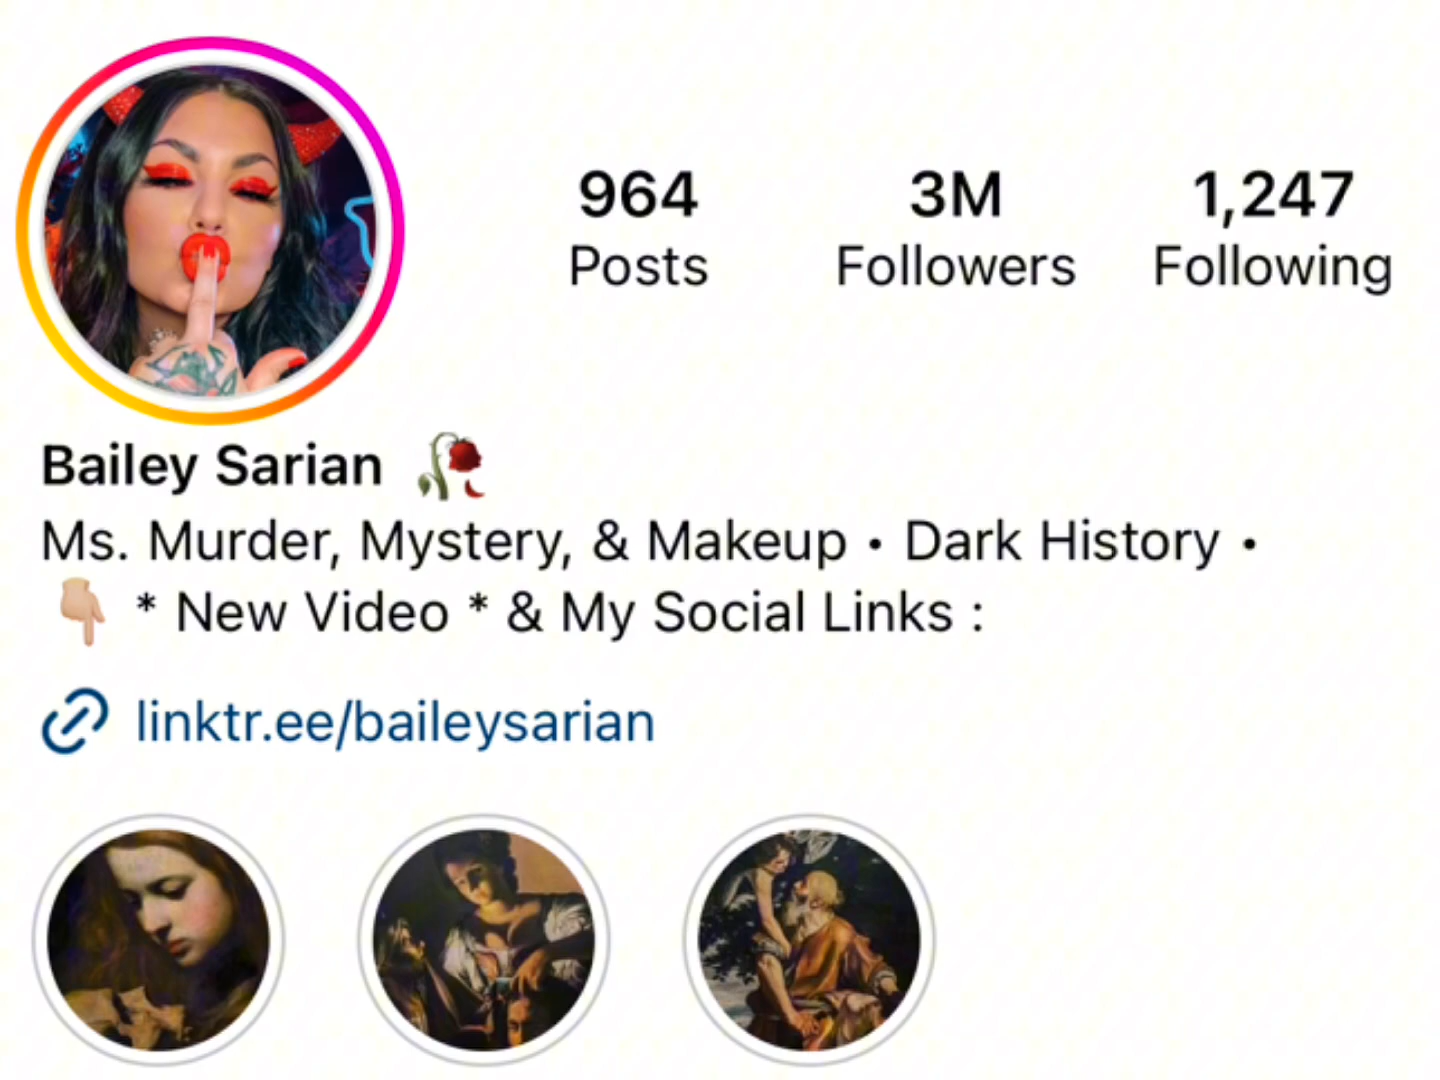 964 3M 1,247
Posts Followers Following
Bailey Sarian 🥀
Ms. Murder, Mystery, & Makeup • Dark History •
👇🏼 * New Video * & My Social Links :
linktr.ee/baileysarian